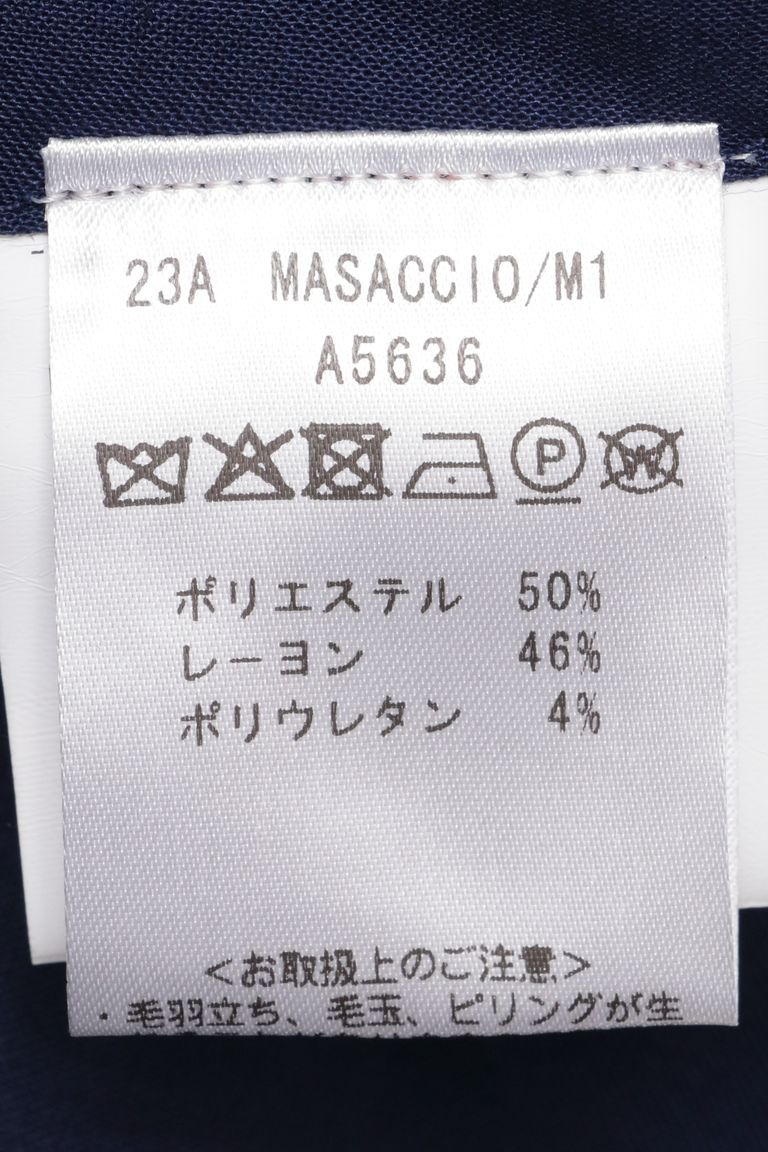 23A MASACCIO/M1
A5636
P W
ポリエステル 50%
レーヨン 46%
ポリウレタン 4%
<お取扱上のご注意>
・毛羽立ち、毛玉、ピリングが生